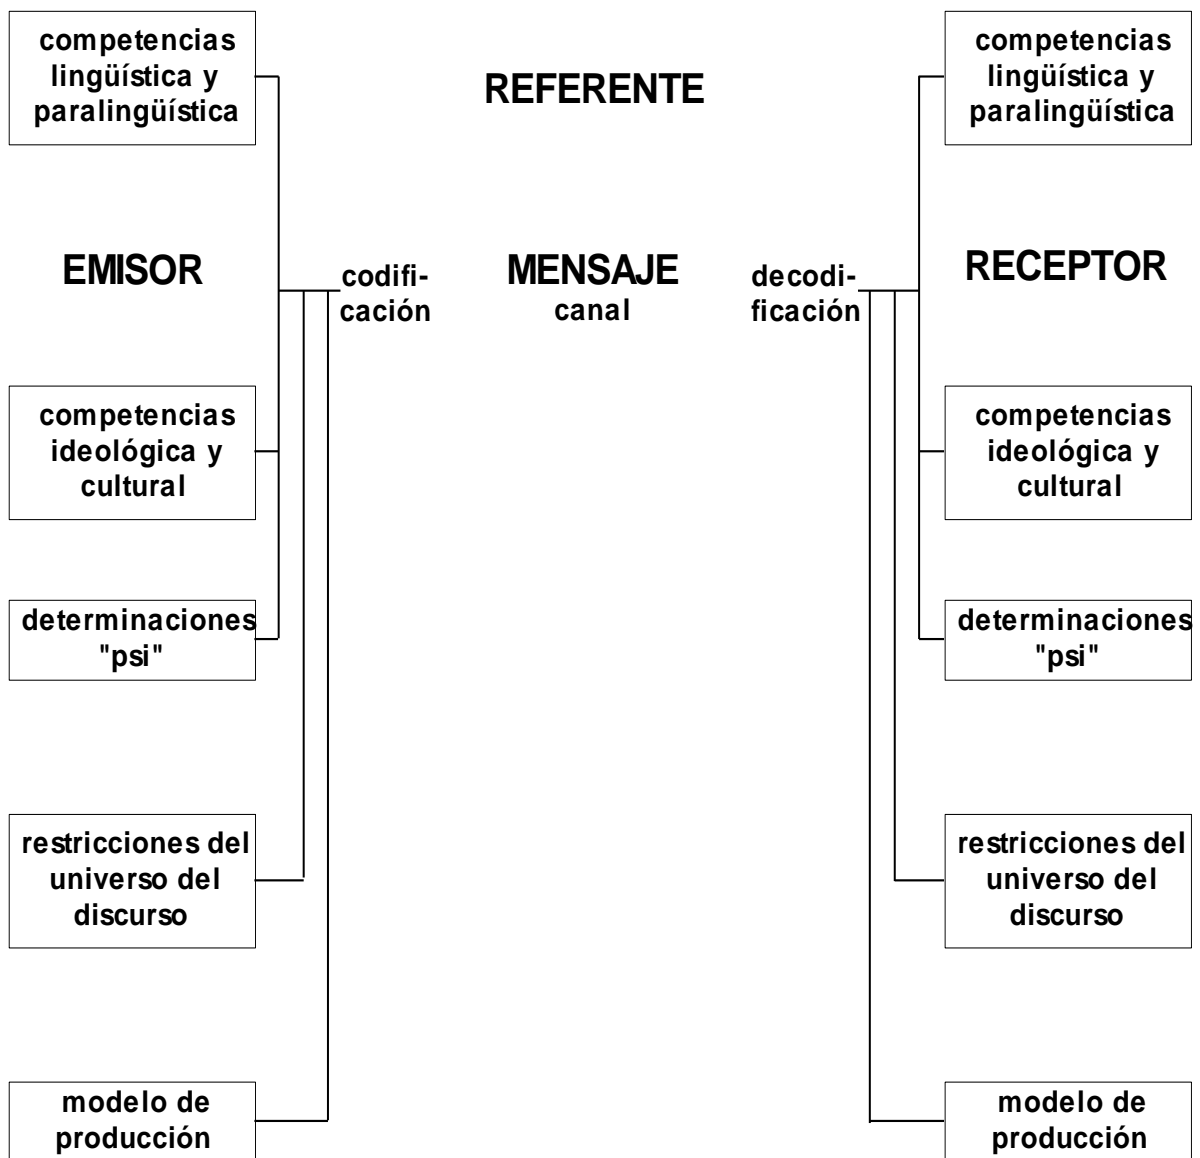 competencias
lingüística y
paralingüística
REFERENTE
competencias
lingüística y
paralingüística
EMISOR
codifi-
cación
MENSAJE
canal
decodi-
ficación
RECEPTOR
competencias
ideológica y
cultural
competencias
ideológica y
cultural
determinaciones
"psi"
determinaciones
"psi"
restricciones del
universo del
discurso
restricciones del
universo del
discurso
modelo de
producción
modelo de
producción